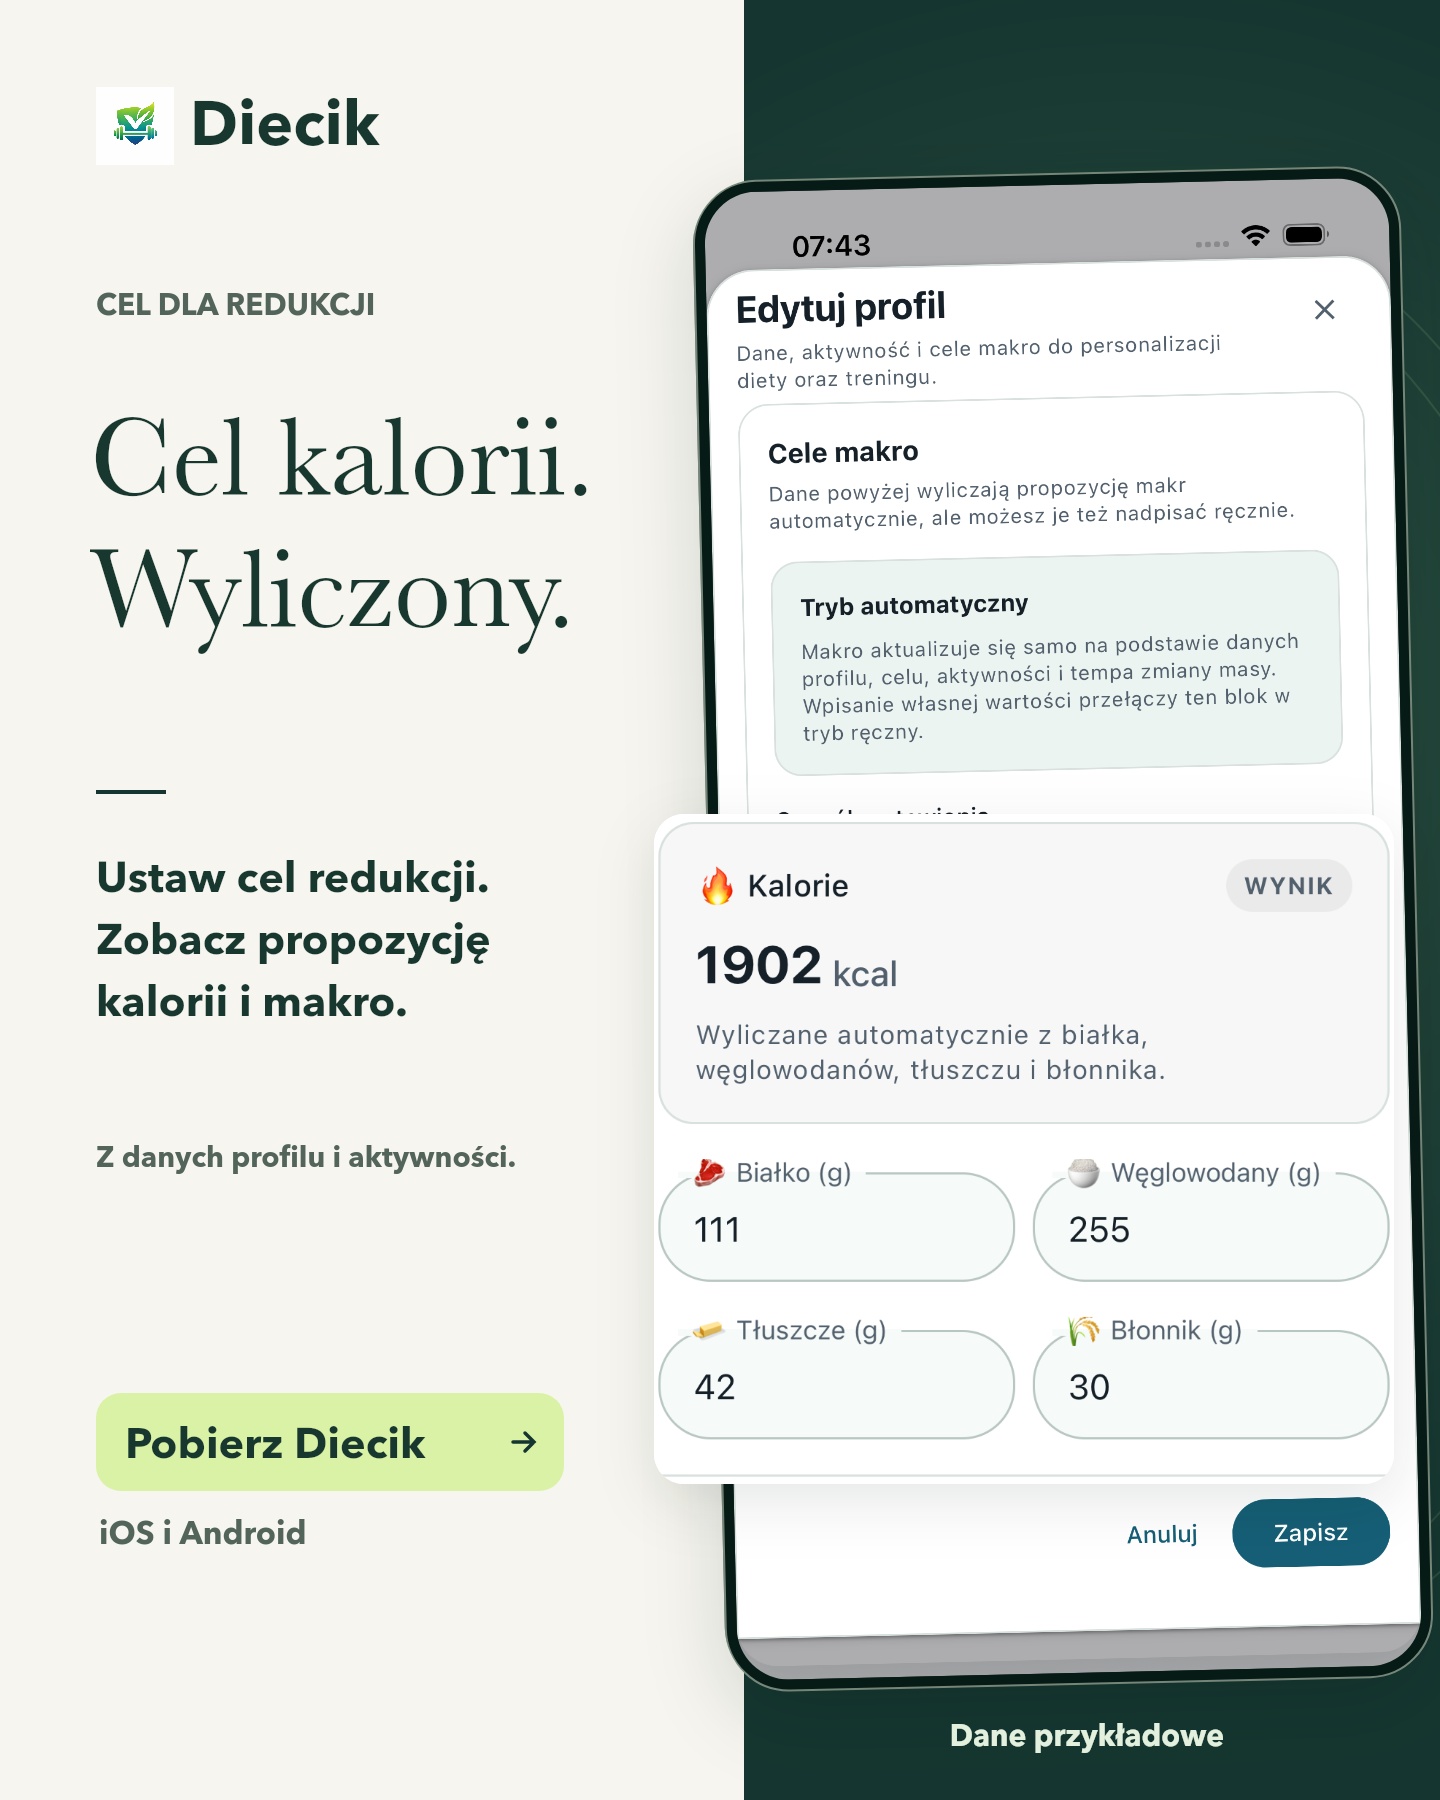 Diecik
CEL DLA REDUKCJI
Cel kalorii.
Wyliczony.
Ustaw cel redukcji.
Zobacz propozycję
kalorii i makro.
Z danych profilu i aktywności.
Pobierz Diecik →
iOS i Android
07:43
Edytuj profil
Dane, aktywność i cele makro do personalizacji
diety oraz treningu.
Cele makro
Dane powyżej wyliczają propozycję makr
automatycznie, ale możesz je też nadpisać ręcznie.
Tryb automatyczny
Makro aktualizuje się samo na podstawie danych
profilu, celu, aktywności i tempa zmiany masy.
Wpisanie własnej wartości przełączy ten blok w
tryb ręczny.
Kalorie
WYNIK
1902 kcal
Wyliczane automatycznie z białka,
węglowodanów, tłuszczu i błonnika.
Białko (g)
111
Węglowodany (g)
255
Tłuszcze (g)
42
Błonnik (g)
30
Anuluj
Zapisz
Dane przykładowe